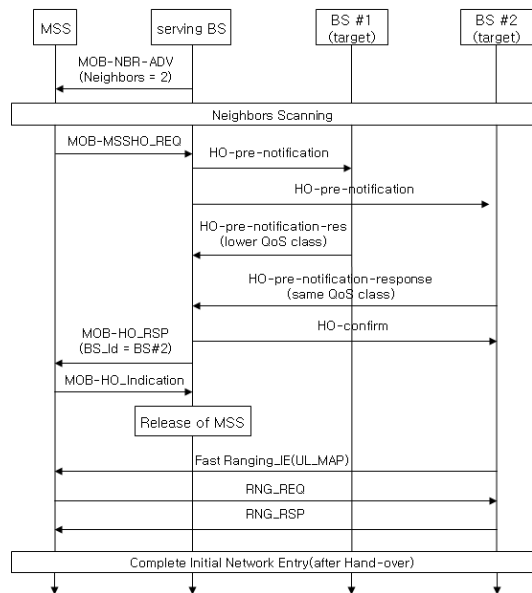 MSS
serving BS
BS #1
(target)
BS #2
(target)
MOB-NBR-ADV
(Neighbors = 2)
Neighbors Scanning
MOB-MSSHO_REQ
HO-pre-notification
HO-pre-notification
HO-pre-notification-res
(lower QoS class)
HO-pre-notification-response
(same QoS class)
MOB-HO_RSP
(BS_Id = BS#2)
HO-confirm
MOB-HO_Indication
Release of MSS
Fast Ranging_IE(UL_MAP)
RNG_REQ
RNG_RSP
Complete Initial Network Entry(after Hand-over)